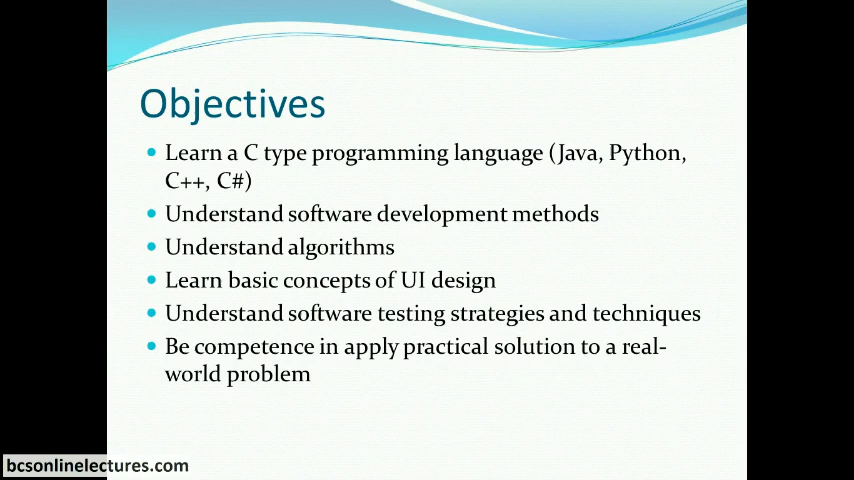 Objectives
Learn a C type programming language (Java, Python,
C++, C#)
Understand software development methods
Understand algorithms
Learn basic concepts of UI design
Understand software testing strategies and techniques
Be competence in apply practical solution to a real-
world problem
bcsonlinelectures.com